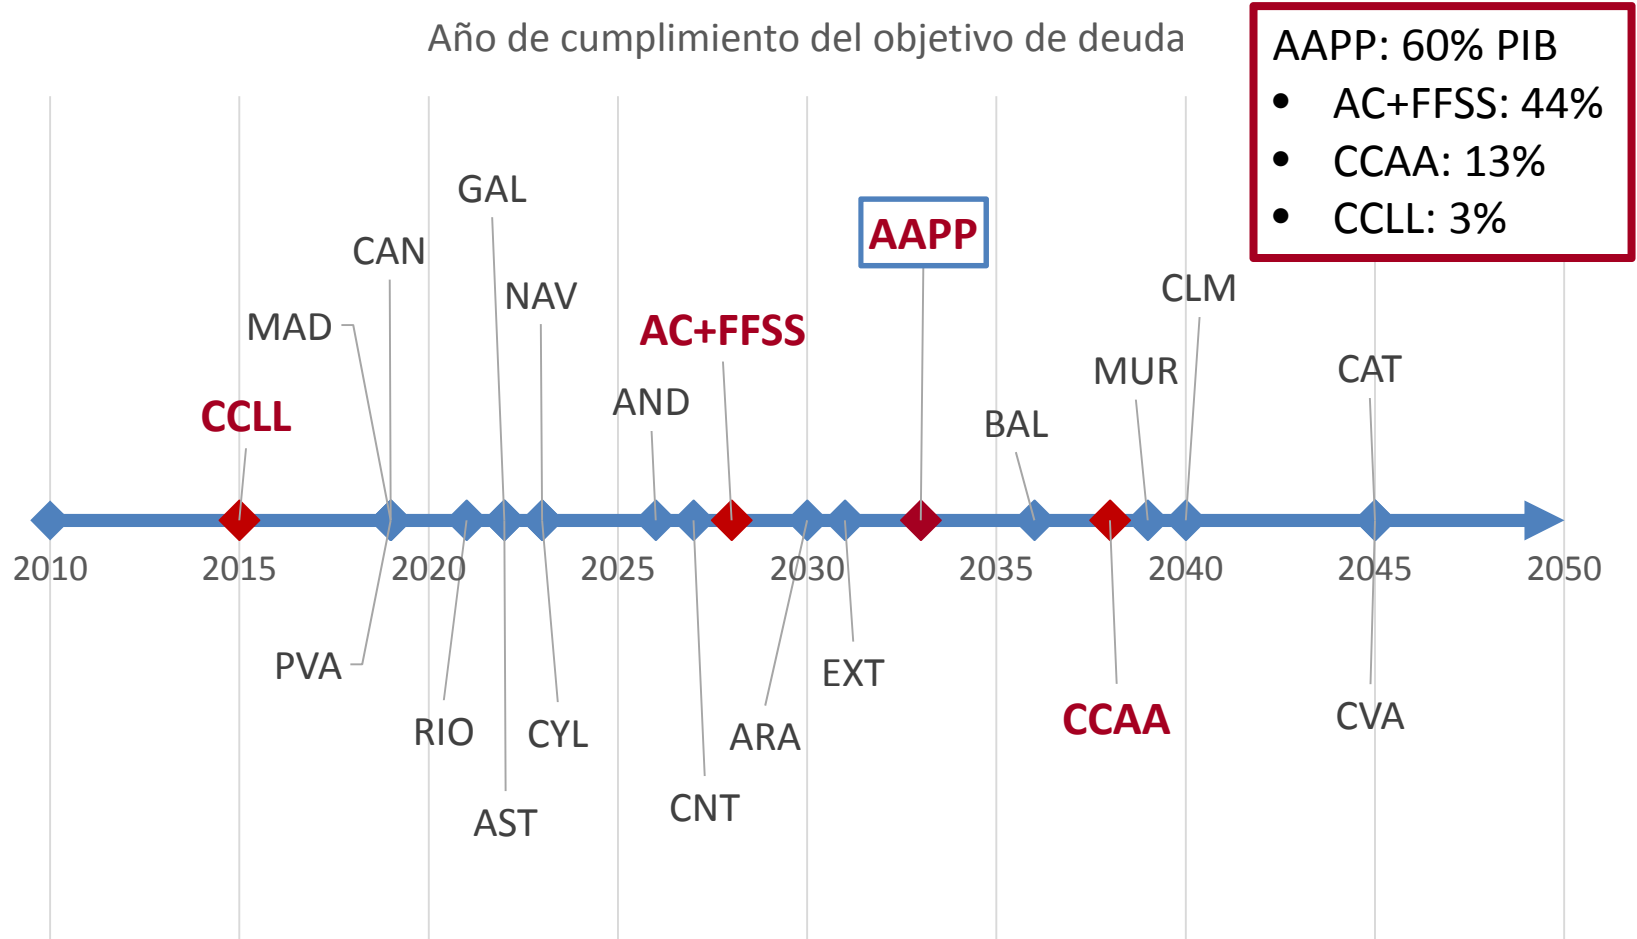 Año de cumplimiento del objetivo de deuda
AAPP: 60% PIB
• AC+FFSS: 44%
• CCAA: 13%
• CCLL: 3%
GAL
AAPP
CAN
CLM
NAV
MAD
AC+FFSS
MUR
CAT
AND
CCLL
BAL
2010 2015 2020 2025 2030 2035 2040 2045 2050
PVA
EXT
CVA
CCAA
RIO
CYL
ARA
CNT
AST